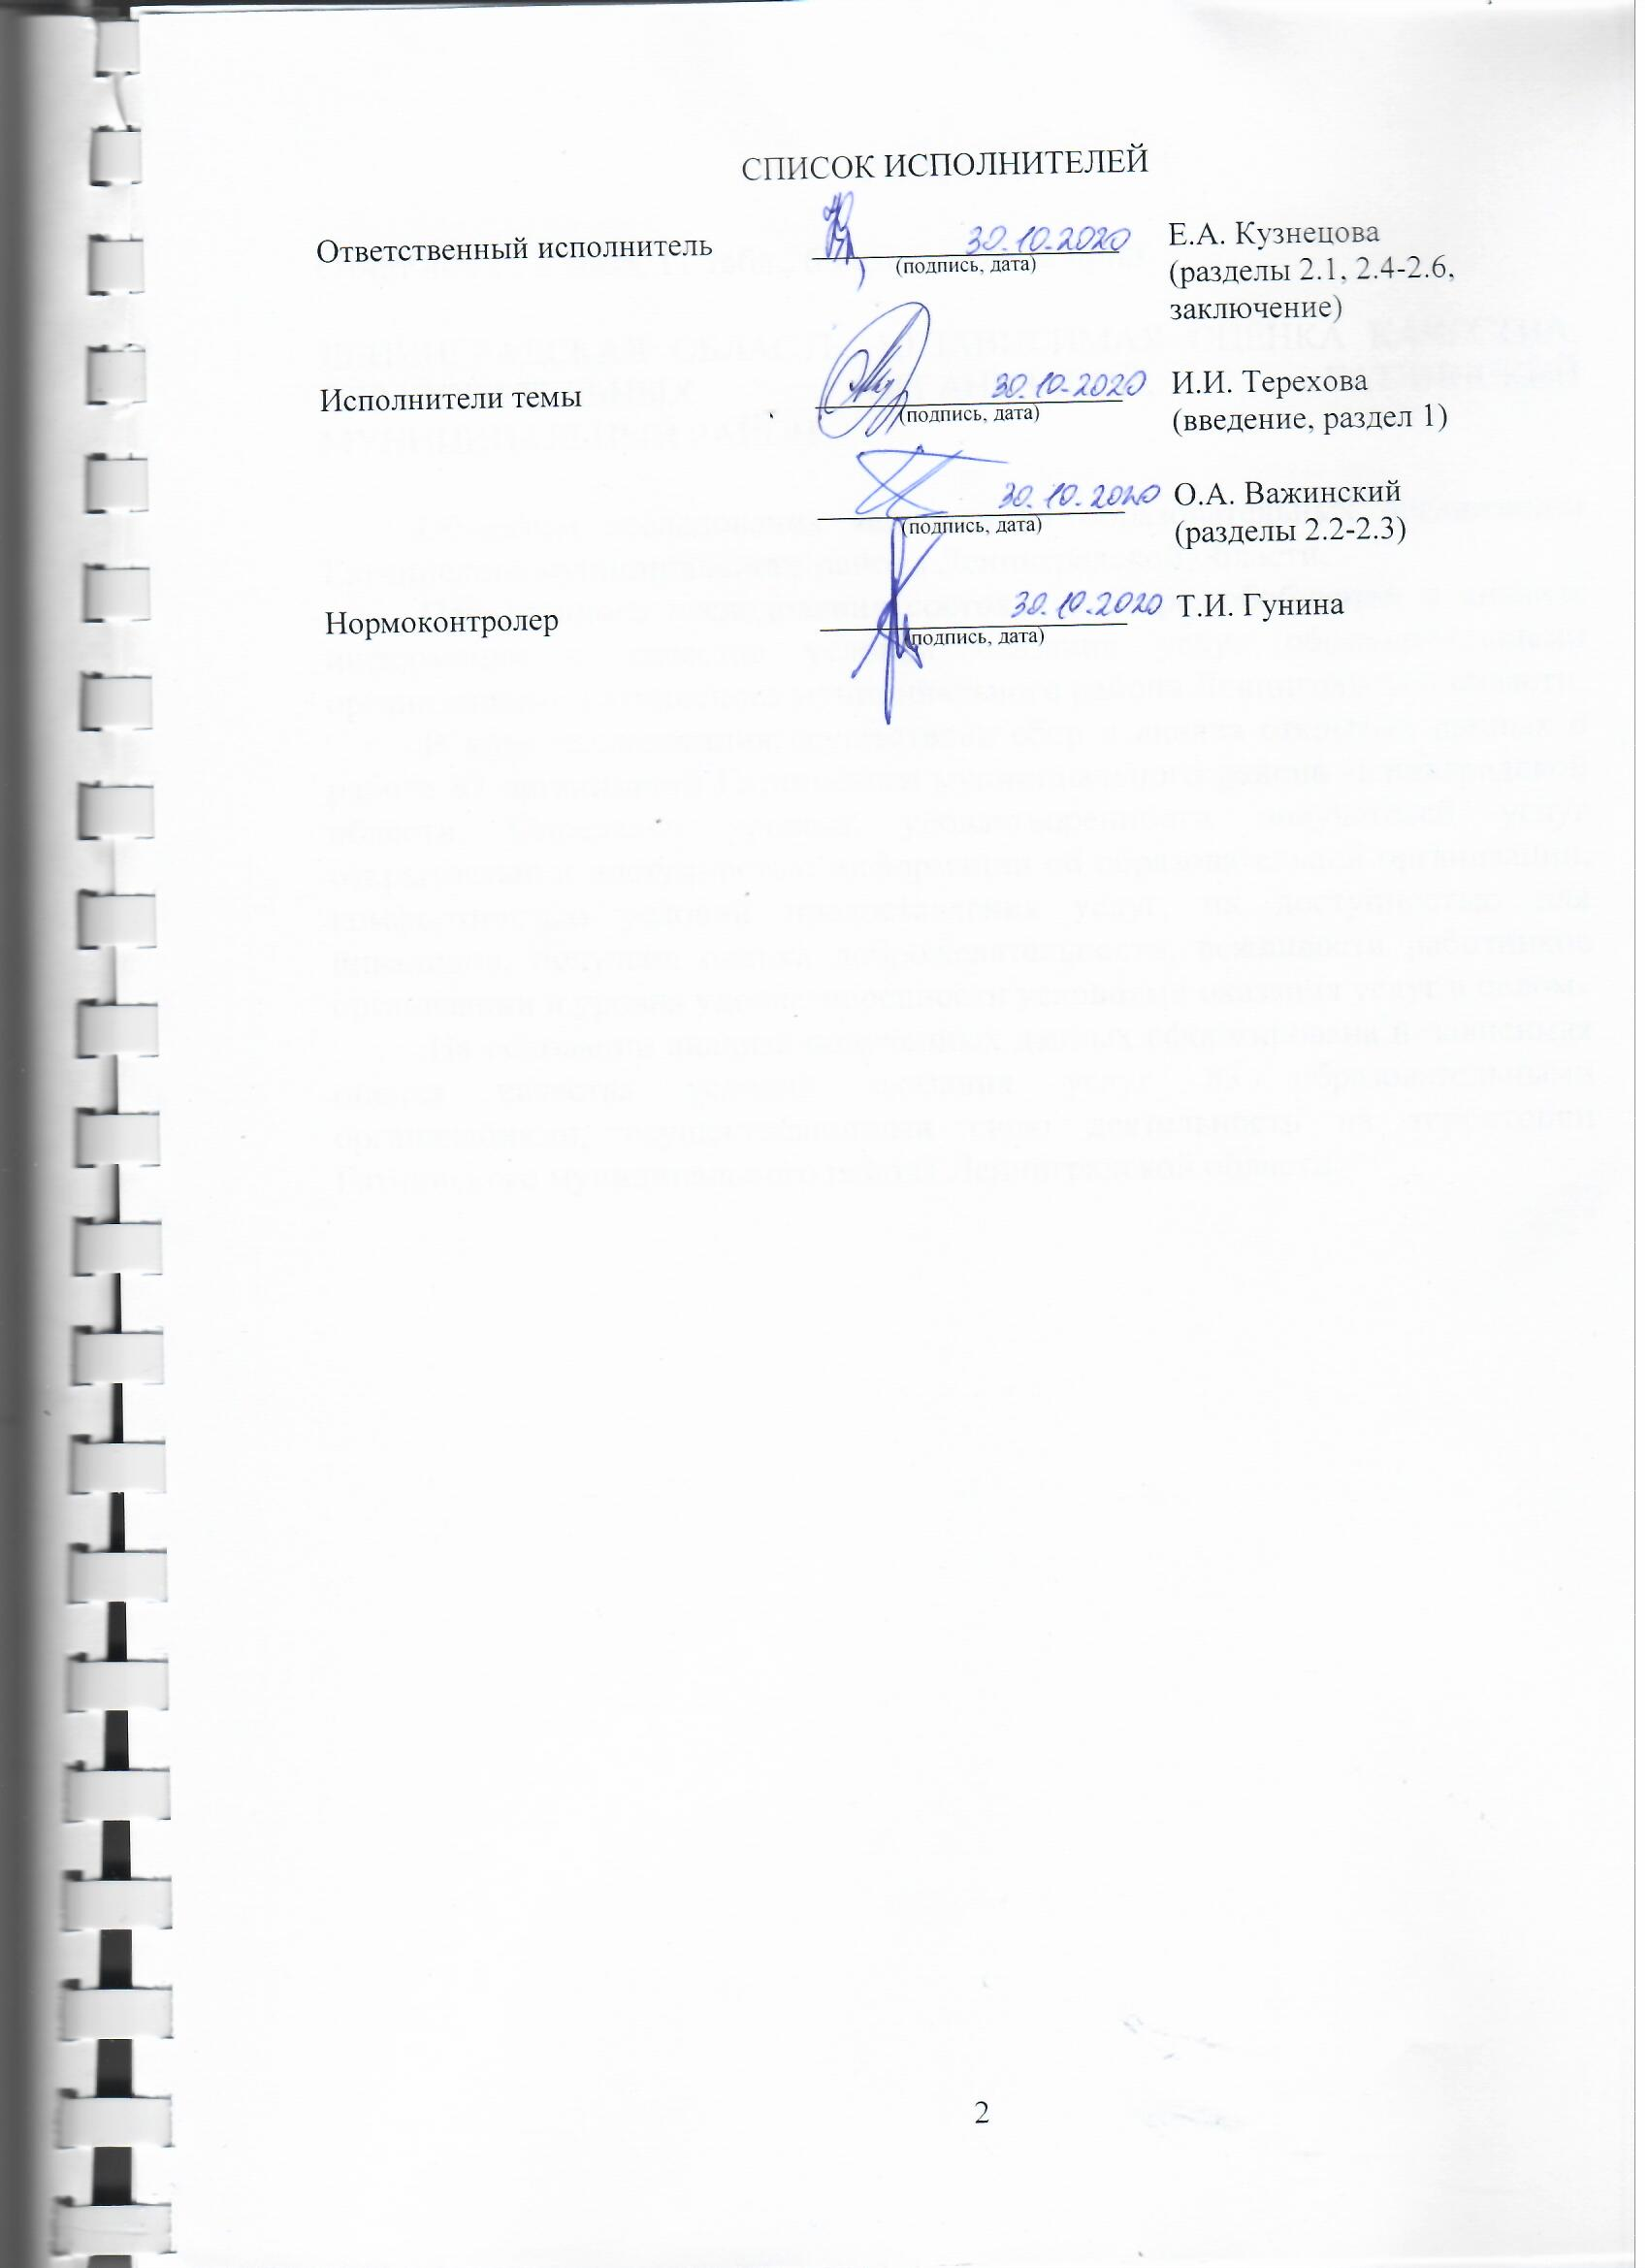 СПИСОК ИСПОЛНИТЕЛЕЙ
Ответственный исполнитель 30.10.2020 Е.А. Кузнецова
(подпись, дата) (разделы 2.1, 2.4-2.6,
заключение)
Исполнители темы 30.10.2020 И.И. Терехова
(подпись, дата) (введение, раздел 1)
30.10.2020 О.А. Важинский
(подпись, дата) (разделы 2.2-2.3)
Нормоконтролер 30.10.2020 Т.И. Гунина
(подпись, дата)
2